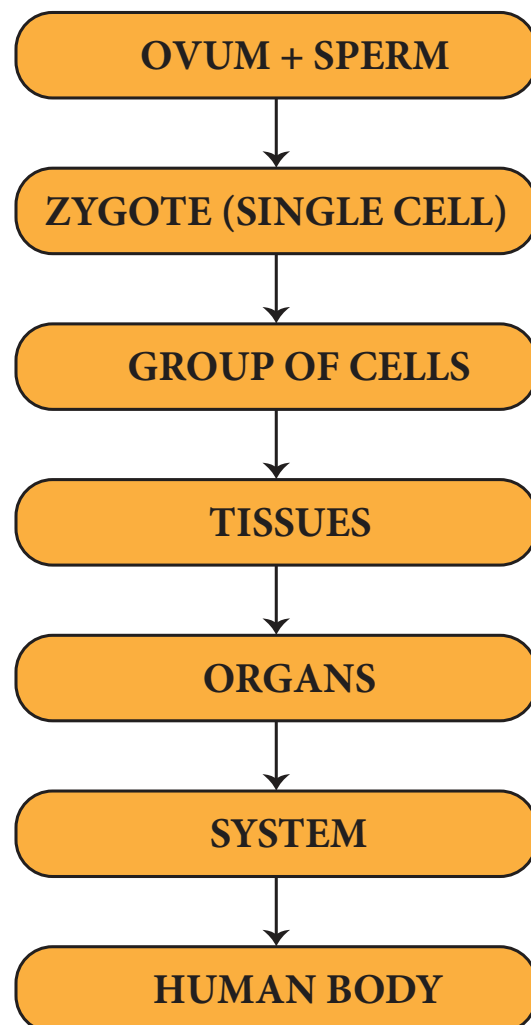 OVUM + SPERM
ZYGOTE (SINGLE CELL)
GROUP OF CELLS
TISSUES
ORGANS
SYSTEM
HUMAN BODY